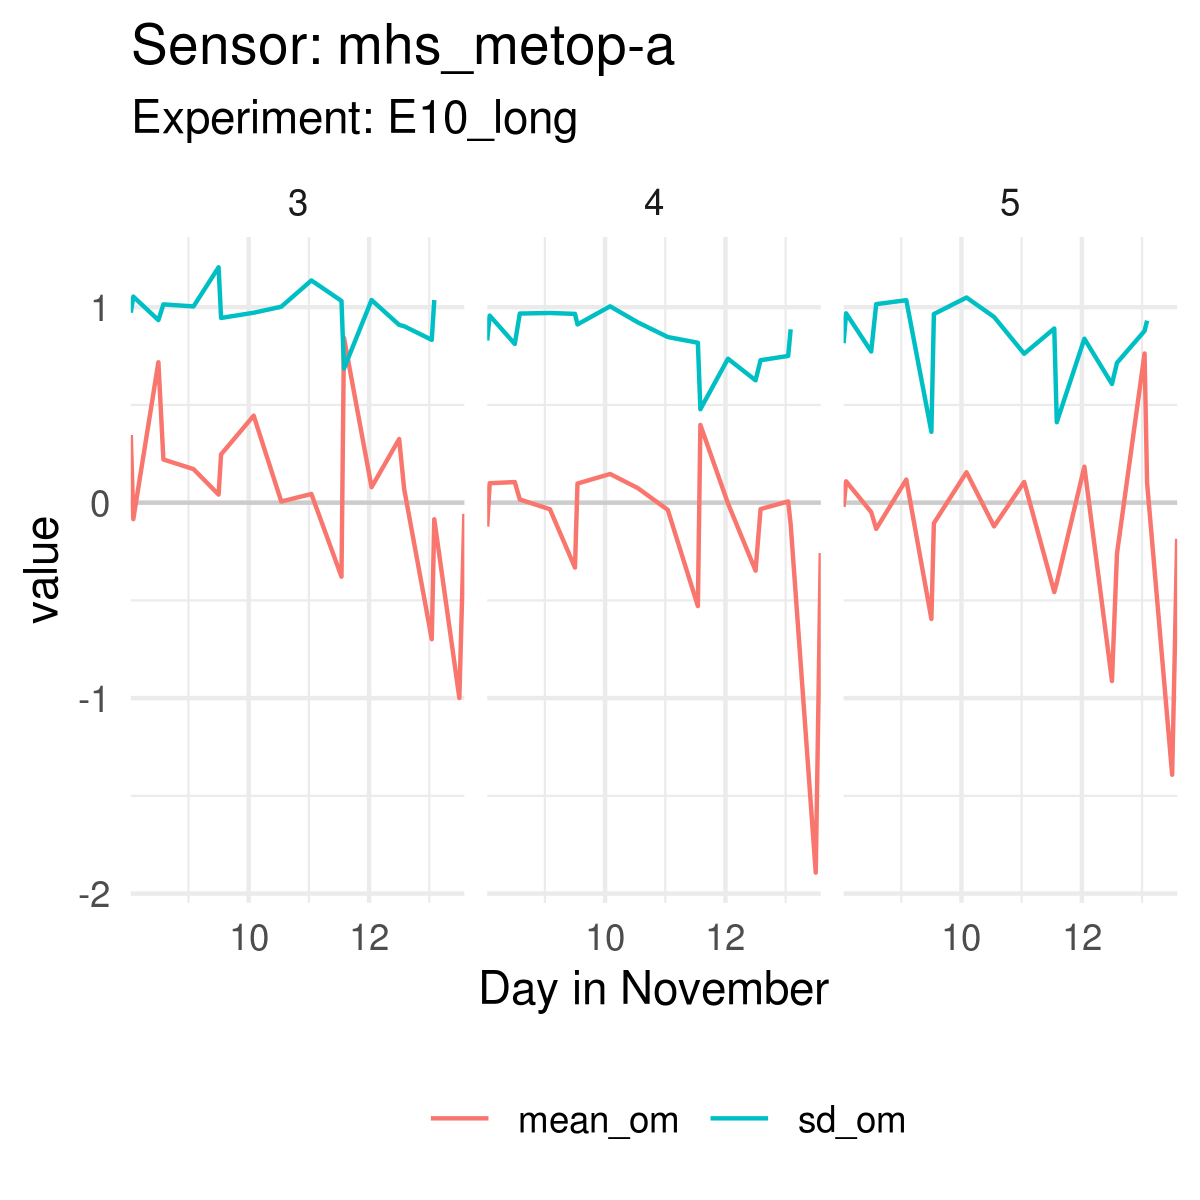 Sensor: mhs_metop-a
Experiment: E10_long
3 4 5
1
0
-1
-2
value
10 12 10 12 10 12
Day in November
mean_om sd_om